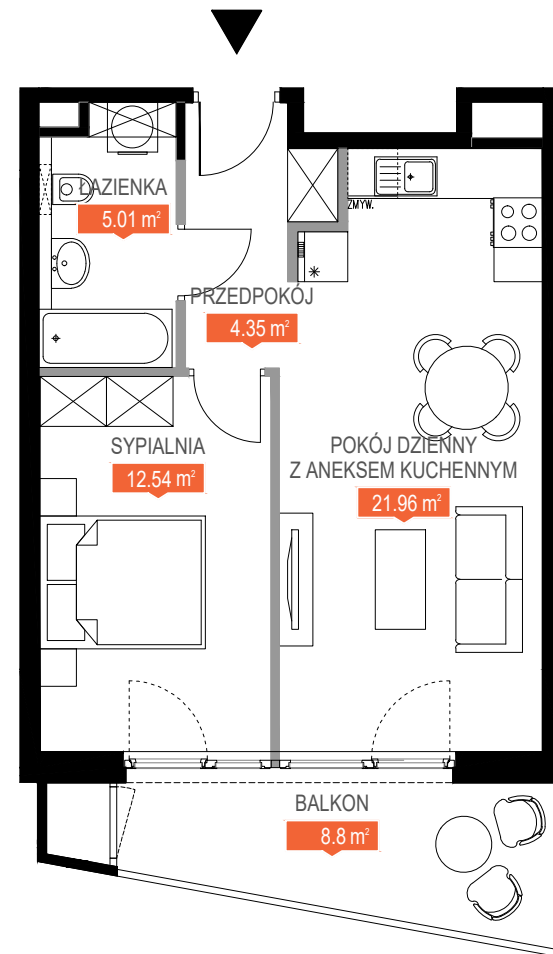 ŁAZIENKA
5.01 m²
ZMYW.
PRZEDPOKÓJ
4.35 m²
SYPIALNIA
12.54 m²
POKÓJ DZIENNY
Z ANEKSEM KUCHENNYM
21.96 m²
BALKON
8.8 m²